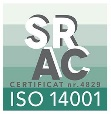 SR
AC
CERTIFICAT nr.4828
ISO 14001